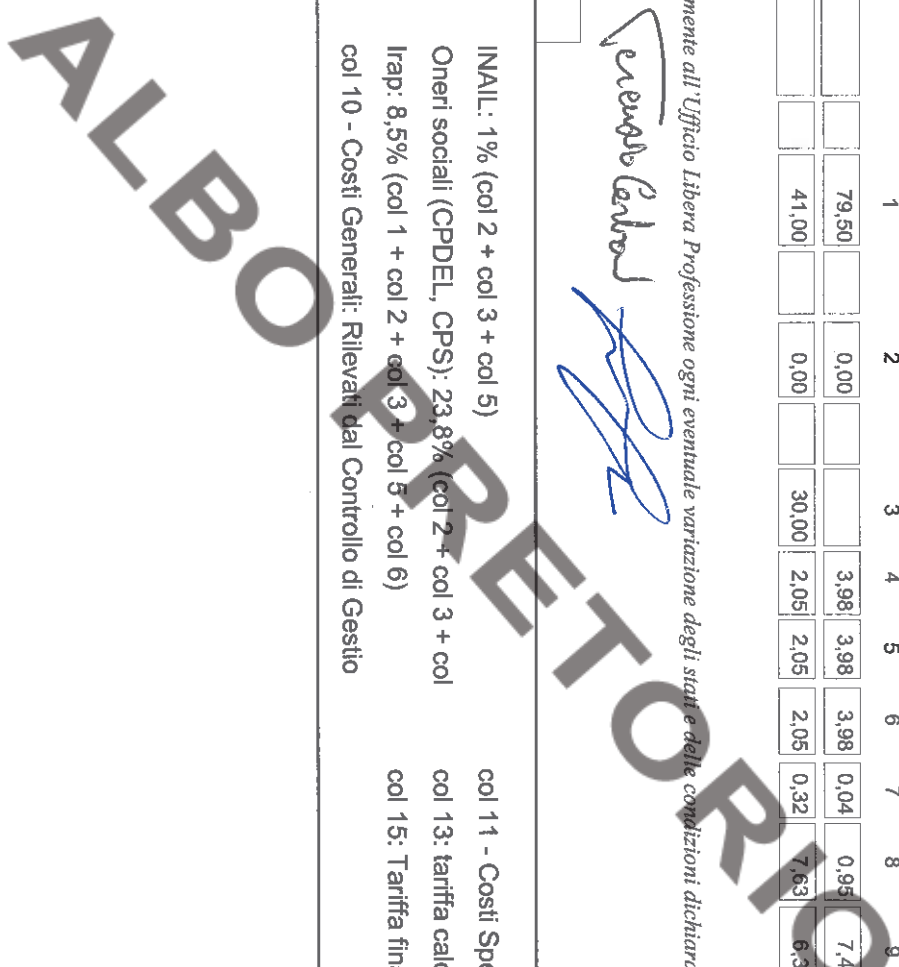 1 2 3 4 5 6 7 8 9
79,50 0,00 3,98 3,98 3,98 0,04 0,95 7,4
41,00 0,00 30,00 2,05 2,05 2,05 0,32 7,63 6,3
mente all'Ufficio Libera Professione ogni eventuale variazione degli stati e delle condizioni dichiara
INAIL: 1% (col 2 + col 3 + col 5)
Oneri sociali (CPDEL, CPS): 23,8% (col 2 + col 3 + col
Irap: 8,5% (col 1 + col 2 + col 3 + col 5 + col 6)
col 10 - Costi Generali: Rilevati dal Controllo di Gestio
col 11 - Costi Spe
col 13: tariffa calc
col 15: Tariffa fin
ALBO PRETORIO